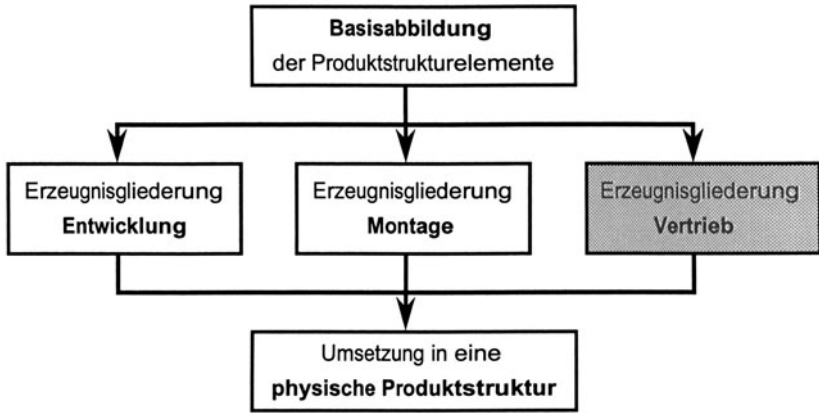 Basisabbildung
der Produktstrukturelemente
Erzeugnisgliederung
Entwicklung
Erzeugnisgliederung
Montage
Erzeugnisgliederung
Vertrieb
Umsetzung in eine
physische Produktstruktur